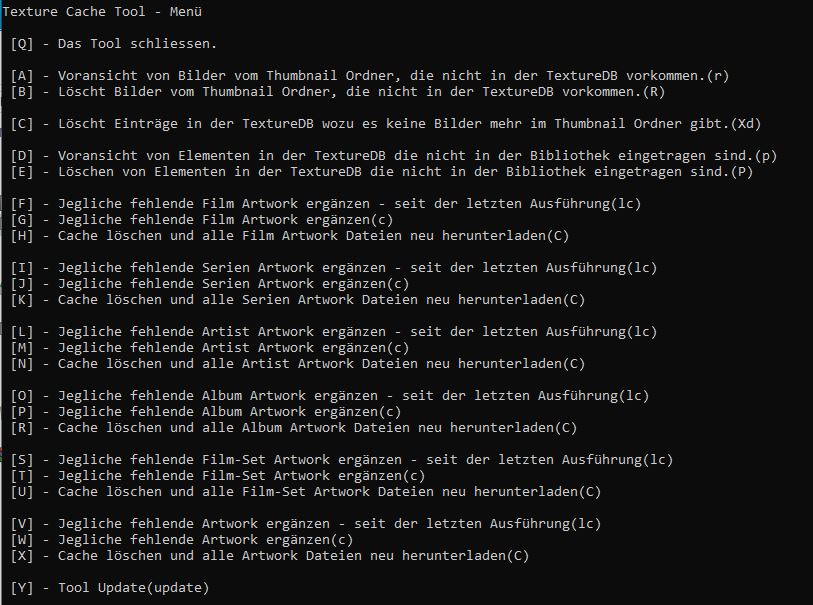 Texture Cache Tool - Menü
[Q] - Das Tool schliessen.
[A] - Voransicht von Bilder vom Thumbnail Ordner, die nicht in der TextureDB vorkommen.(r)
[B] - Löscht Bilder vom Thumbnail Ordner, die nicht in der TextureDB vorkommen.(R)
[C] - Löscht Einträge in der TextureDB wozu es keine Bilder mehr im Thumbnail Ordner gibt.(Xd)
[D] - Voransicht von Elementen in der TextureDB die nicht in der Bibliothek eingetragen sind.(p)
[E] - Löschen von Elementen in der TextureDB die nicht in der Bibliothek eingetragen sind.(P)
[F] - Jegliche fehlende Film Artwork ergänzen - seit der letzten Ausführung(lc)
[G] - Jegliche fehlende Film Artwork ergänzen(c)
[H] - Cache löschen und alle Film Artwork Dateien neu herunterladen(C)
[I] - Jegliche fehlende Serien Artwork ergänzen - seit der letzten Ausführung(lc)
[J] - Jegliche fehlende Serien Artwork ergänzen(c)
[K] - Cache löschen und alle Serien Artwork Dateien neu herunterladen(C)
[L] - Jegliche fehlende Artist Artwork ergänzen - seit der letzten Ausführung(lc)
[M] - Jegliche fehlende Artist Artwork ergänzen(c)
[N] - Cache löschen und alle Artist Artwork Dateien neu herunterladen(C)
[O] - Jegliche fehlende Album Artwork ergänzen - seit der letzten Ausführung(lc)
[P] - Jegliche fehlende Album Artwork ergänzen(c)
[R] - Cache löschen und alle Album Artwork Dateien neu herunterladen(C)
[S] - Jegliche fehlende Film-Set Artwork ergänzen - seit der letzten Ausführung(lc)
[T] - Jegliche fehlende Film-Set Artwork ergänzen(c)
[U] - Cache löschen und alle Film-Set Artwork Dateien neu herunterladen(C)
[V] - Jegliche fehlende Artwork ergänzen - seit der letzten Ausführung(lc)
[W] - Jegliche fehlende Artwork ergänzen(c)
[X] - Cache löschen und alle Artwork Dateien neu herunterladen(C)
[Y] - Tool Update(update)